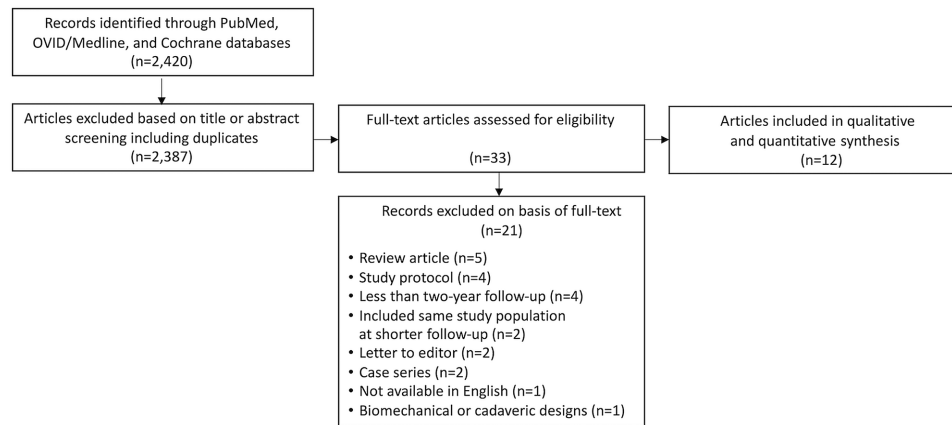 Records identified through PubMed,
OVID/Medline, and Cochrane databases
(n=2,420)
Articles excluded based on title or abstract
screening including duplicates
(n=2,387)
Full-text articles assessed for eligibility
(n=33)
Articles included in qualitative
and quantitative synthesis
(n=12)
Records excluded on basis of full-text
(n=21)
• Review article (n=5)
• Study protocol (n=4)
• Less than two-year follow-up (n=4)
• Included same study population
at shorter follow-up (n=2)
• Letter to editor (n=2)
• Case series (n=2)
• Not available in English (n=1)
• Biomechanical or cadaveric designs (n=1)